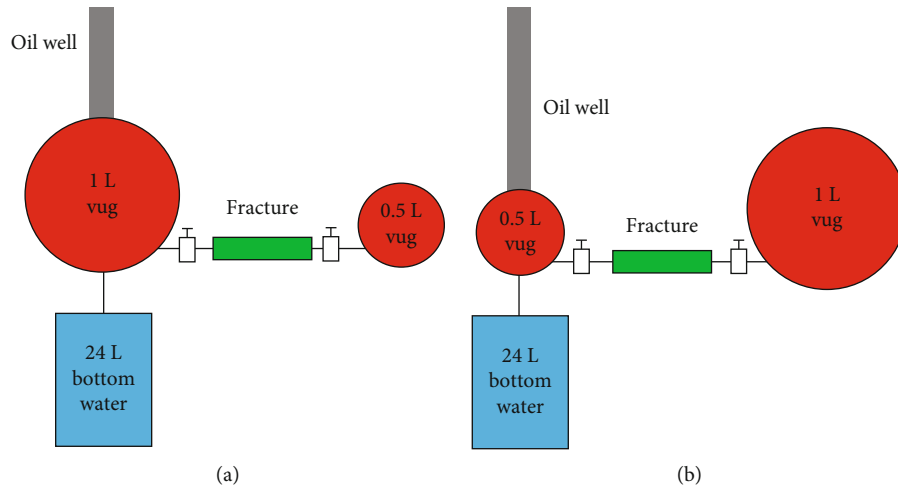 Oil well
1 L
vug
Fracture
0.5 L
vug
24 L
bottom
water
(a)
Oil well
0.5 L
vug
Fracture
1 L
vug
24 L
bottom
water
(b)